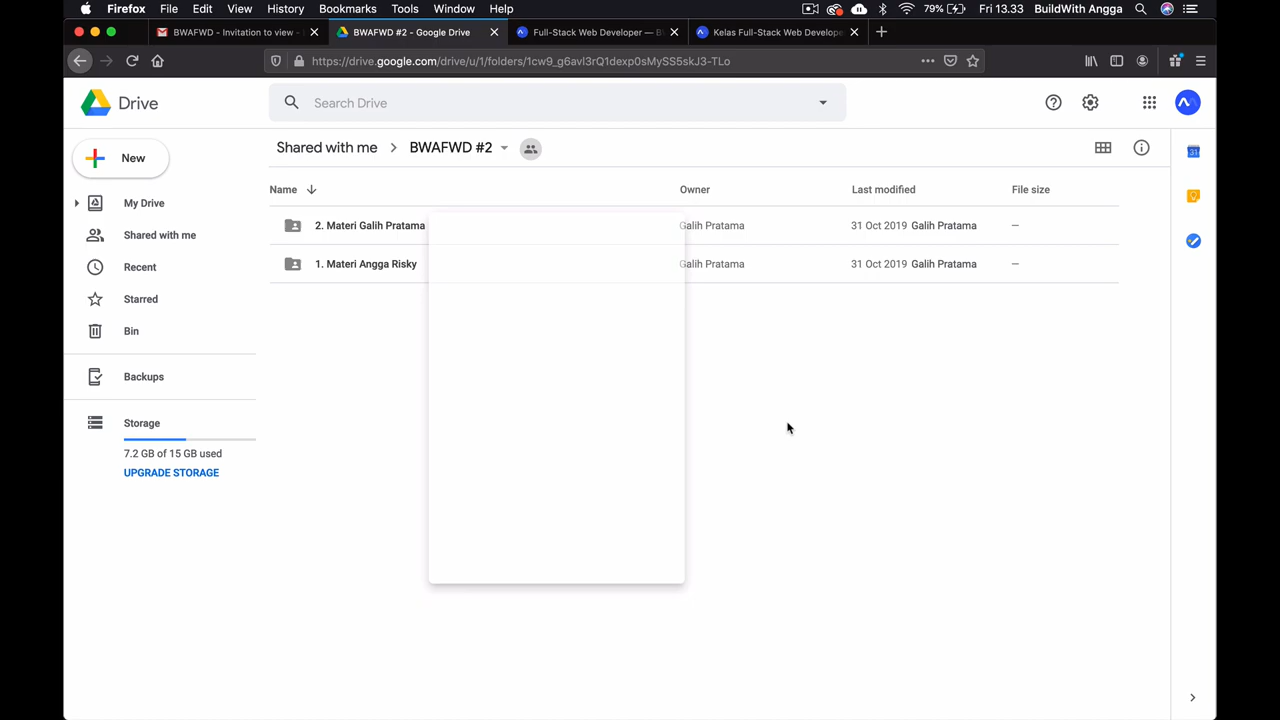 Firefox File Edit View History Bookmarks Tools Window Help 79% Fri 13.33 BuildWith Angga
BWAFWD - Invitation to view - BWAFWD #2 - Google Drive Full-Stack Web Developer — B Kelas Full-Stack Web Develope
https://drive.google.com/drive/u/1/folders/1cw9_g6avl3rQ1dexp0sMySS5skJ3-TLo
Drive
Search Drive
New
Shared with me BWAFWD #2
Name Owner Last modified File size
2. Materi Galih Pratama Galih Pratama 31 Oct 2019 Galih Pratama —
1. Materi Angga Risky Galih Pratama 31 Oct 2019 Galih Pratama —
My Drive
Shared with me
Recent
Starred
Bin
Backups
Storage
7.2 GB of 15 GB used
UPGRADE STORAGE